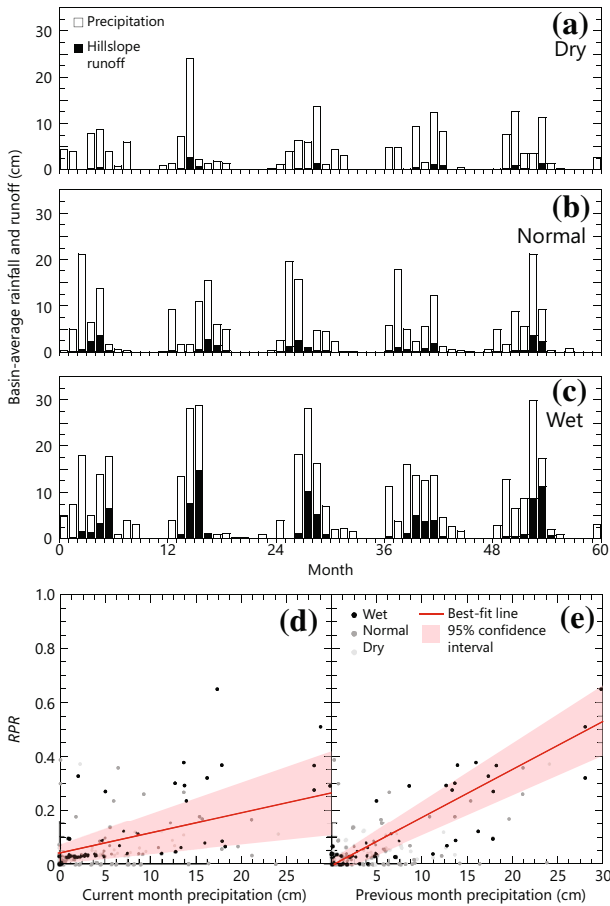 Precipitation
Hillslope
runoff
(a)
Dry
30
20
10
0
(b)
Normal
30
20
10
0
(c)
Wet
30
20
10
0
Basin-average rainfall and runoff (cm)
0 12 24 36 48 60
Month
1.0
0.8
0.6
0.4
0.2
0
RPR
(d)
0 5 10 15 20 25
Current month precipitation (cm)
Wet
Normal
Dry
Best-fit line
95% confidence
interval
(e)
5 10 15 20 25 30
Previous month precipitation (cm)